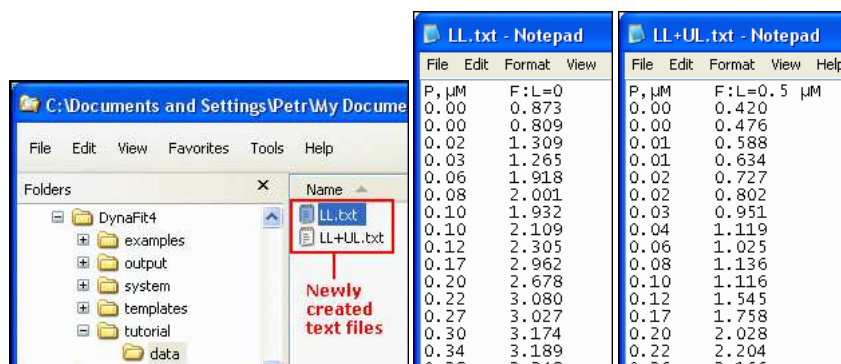 C:\Documents and Settings\Petr\My Docume
File Edit View Favorites Tools Help
Folders x
DynaFit4
examples
output
system
templates
tutorial
data
Name
LL.txt
LL+UL.txt
Newly
created
text files
LL.txt - Notepad
File Edit Format View
P,µM F:L=0
0.00 0.873
0.00 0.809
0.02 1.309
0.03 1.265
0.06 1.918
0.08 2.001
0.10 1.932
0.10 2.109
0.12 2.305
0.17 2.962
0.20 2.678
0.22 3.080
0.27 3.027
0.30 3.174
0.34 3.189
LL+UL.txt - Notepad
File Edit Format View Help
P,µM F:L=0.5 µM
0.00 0.420
0.00 0.476
0.01 0.588
0.01 0.634
0.02 0.727
0.02 0.802
0.03 0.951
0.04 1.119
0.06 1.025
0.08 1.136
0.10 1.116
0.12 1.545
0.17 1.758
0.20 2.028
0.22 2.204